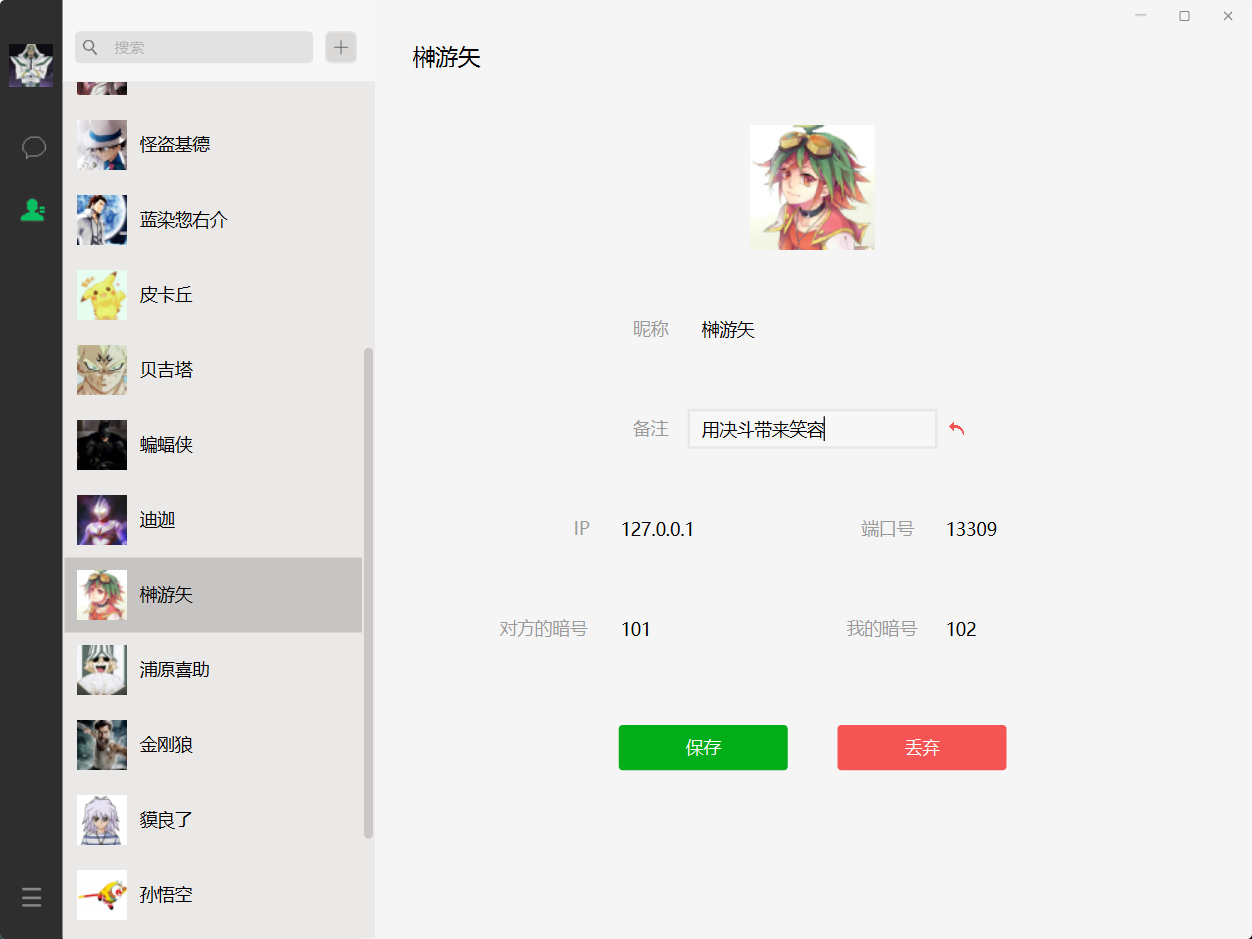 搜索
怪盗基德
蓝染惣右介
皮卡丘
贝吉塔
蝙蝠侠
迪迦
榊游矢
浦原喜助
金刚狼
獏良了
孙悟空
榊游矢
昵称 榊游矢
备注 用决斗带来笑容
IP 127.0.0.1 端口号 13309
对方的暗号 101 我的暗号 102
保存 丢弃